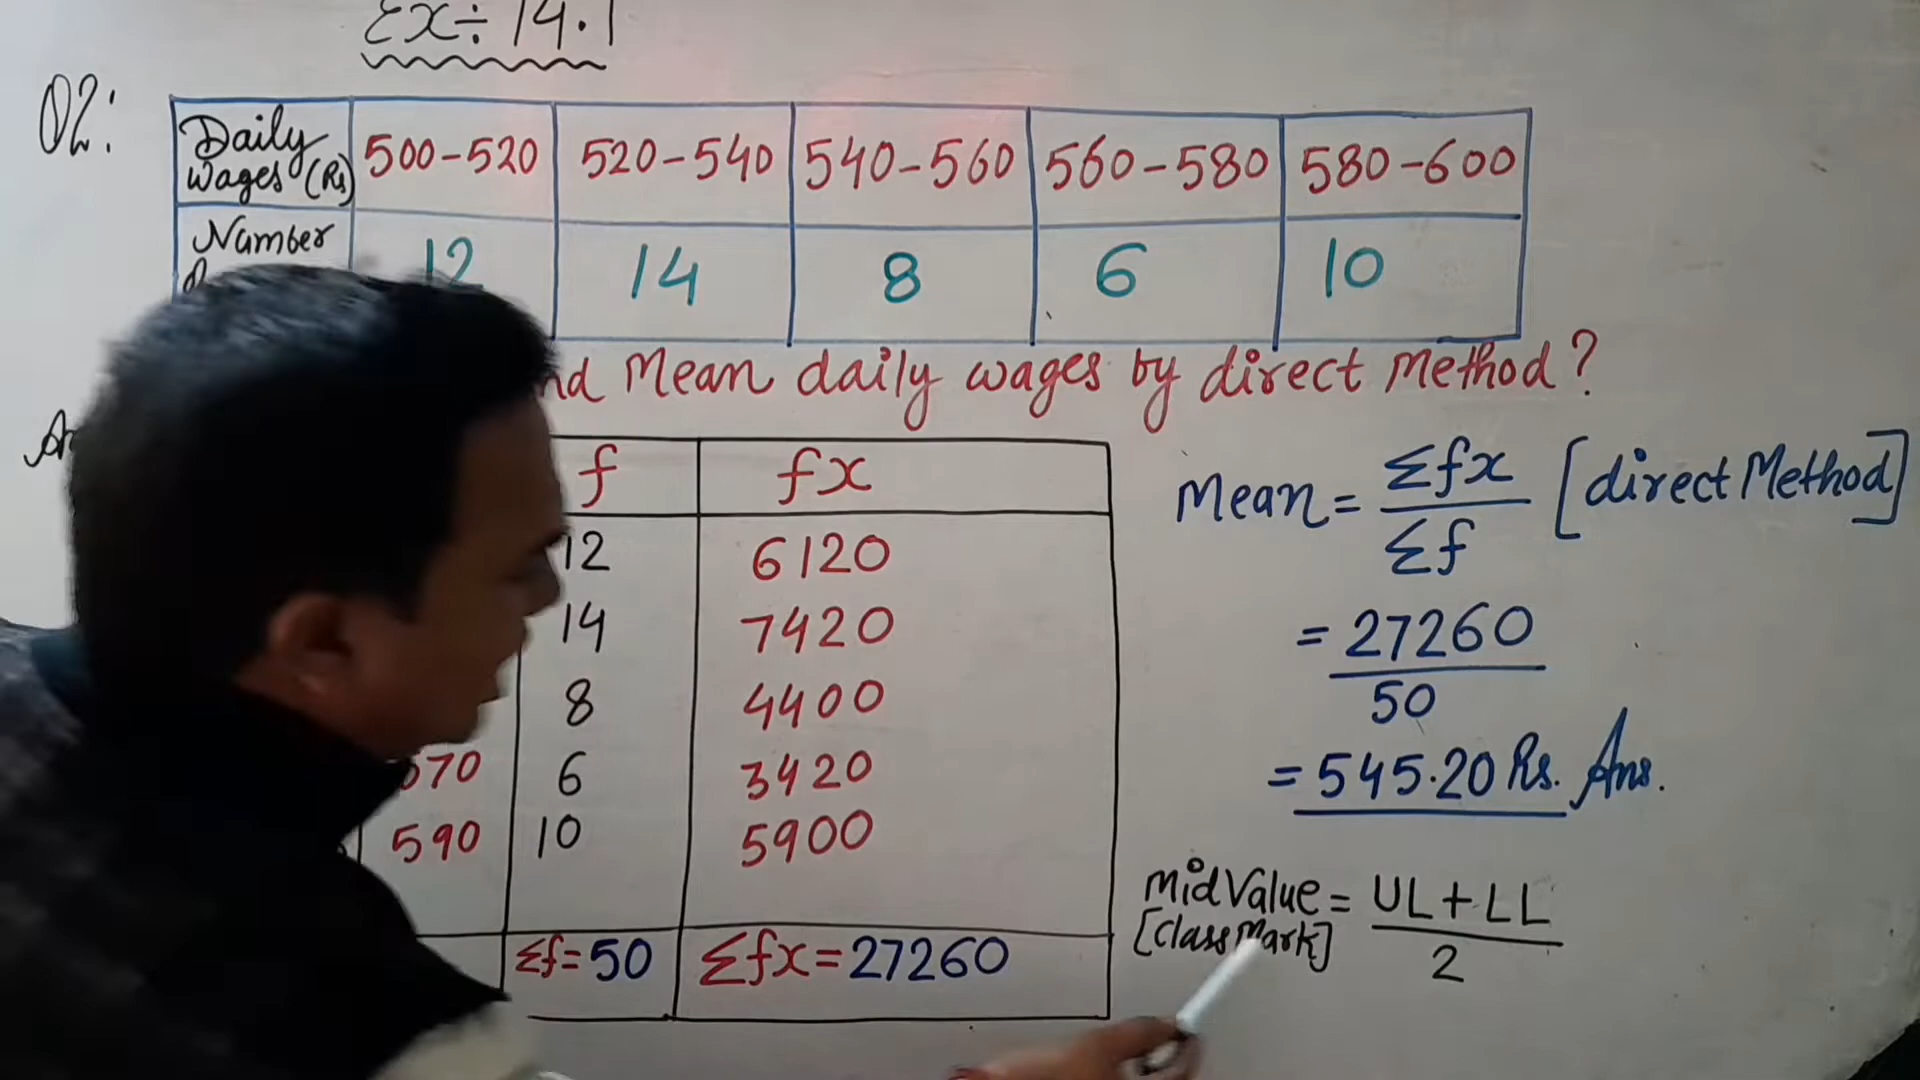 Ex÷ 14.1
Q2:
Daily Wages (Rs) 500-520 520-540 540-560 560-580 580-600
Number 12 14 8 6 10
Mean daily wages by direct Method?
f fx
12 6120
14 7420
8 4400
570 6 3420
590 10 5900
Σf=50 Σfx=27260
Mean = Σfx/Σf [direct Method]
= 27260/50
= 545.20 Rs. Ans.
Mid Value = UL+LL/2
[Class Mark]